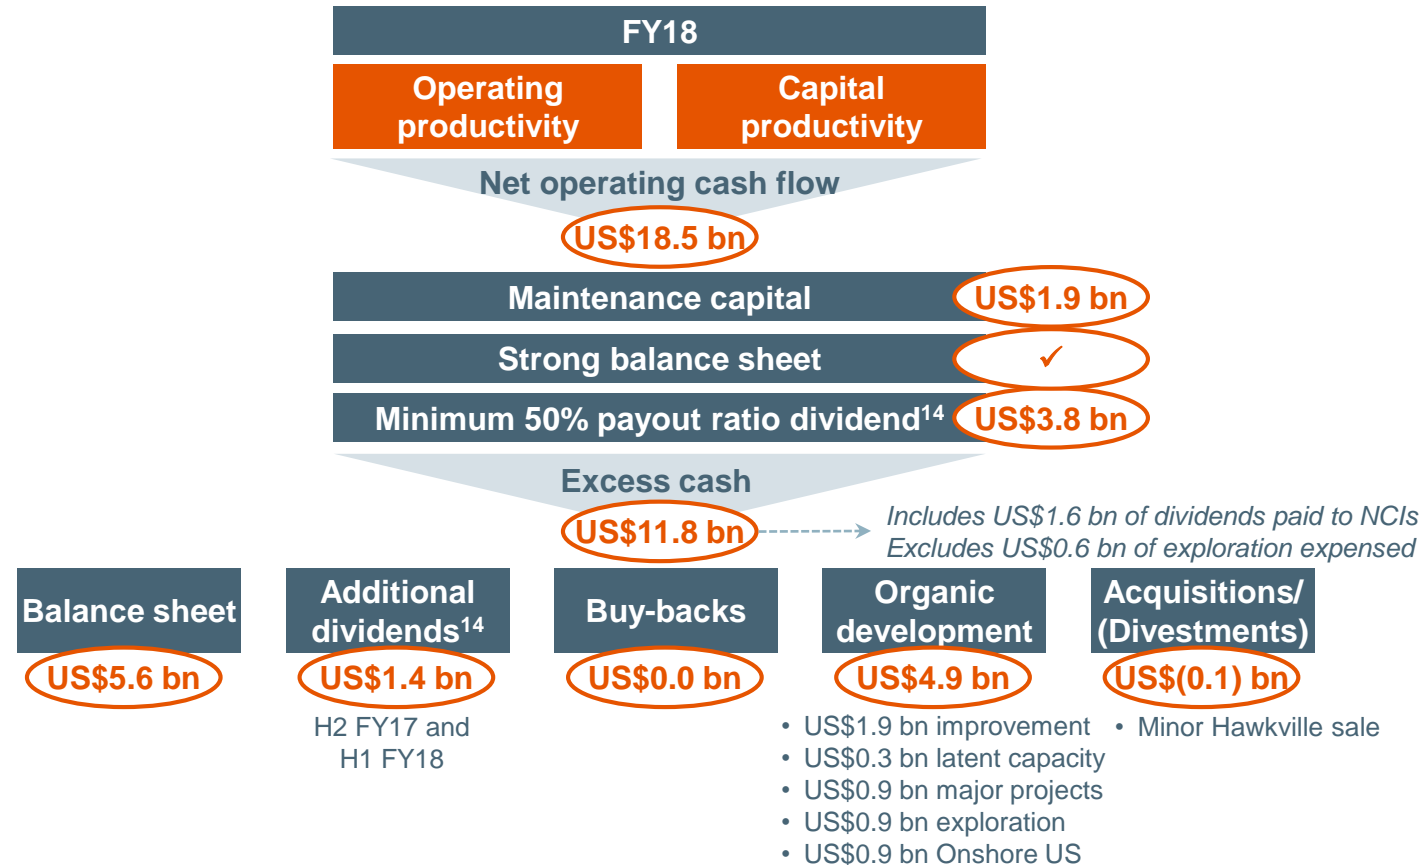 FY18
Operating
productivity
Capital
productivity
Net operating cash flow
US$18.5 bn
Maintenance capital
US$1.9 bn
Strong balance sheet
✓
Minimum 50% payout ratio dividend¹⁴
US$3.8 bn
Excess cash
US$11.8 bn
Includes US$1.6 bn of dividends paid to NCIs
Excludes US$0.6 bn of exploration expensed
Balance sheet
US$5.6 bn
Additional
dividends¹⁴
US$1.4 bn
H2 FY17 and
H1 FY18
Buy-backs
US$0.0 bn
Organic
development
US$4.9 bn
• US$1.9 bn improvement
• US$0.3 bn latent capacity
• US$0.9 bn major projects
• US$0.9 bn exploration
• US$0.9 bn Onshore US
Acquisitions/
(Divestments)
US$(0.1) bn
• Minor Hawkville sale